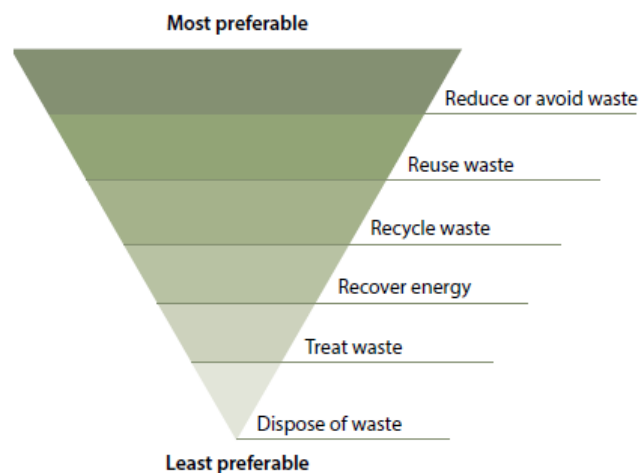 Most preferable
Reduce or avoid waste
Reuse waste
Recycle waste
Recover energy
Treat waste
Dispose of waste
Least preferable